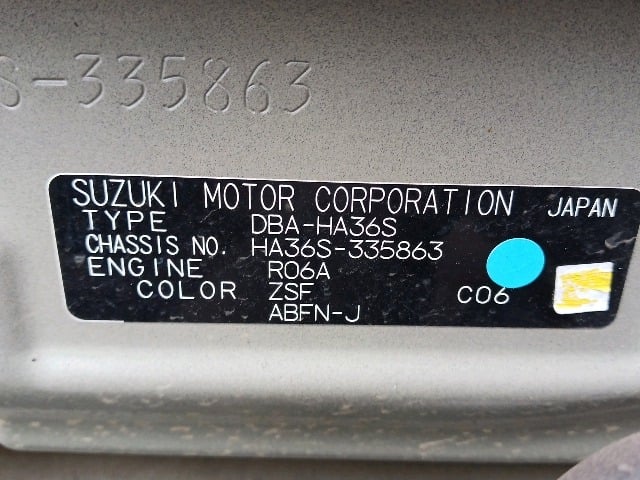 S-335863
SUZUKI MOTOR CORPORATION JAPAN
TYPE DBA-HA36S
CHASSIS NO. HA36S-335863
ENGINE R06A
COLOR ZSF C06
ABFN-J